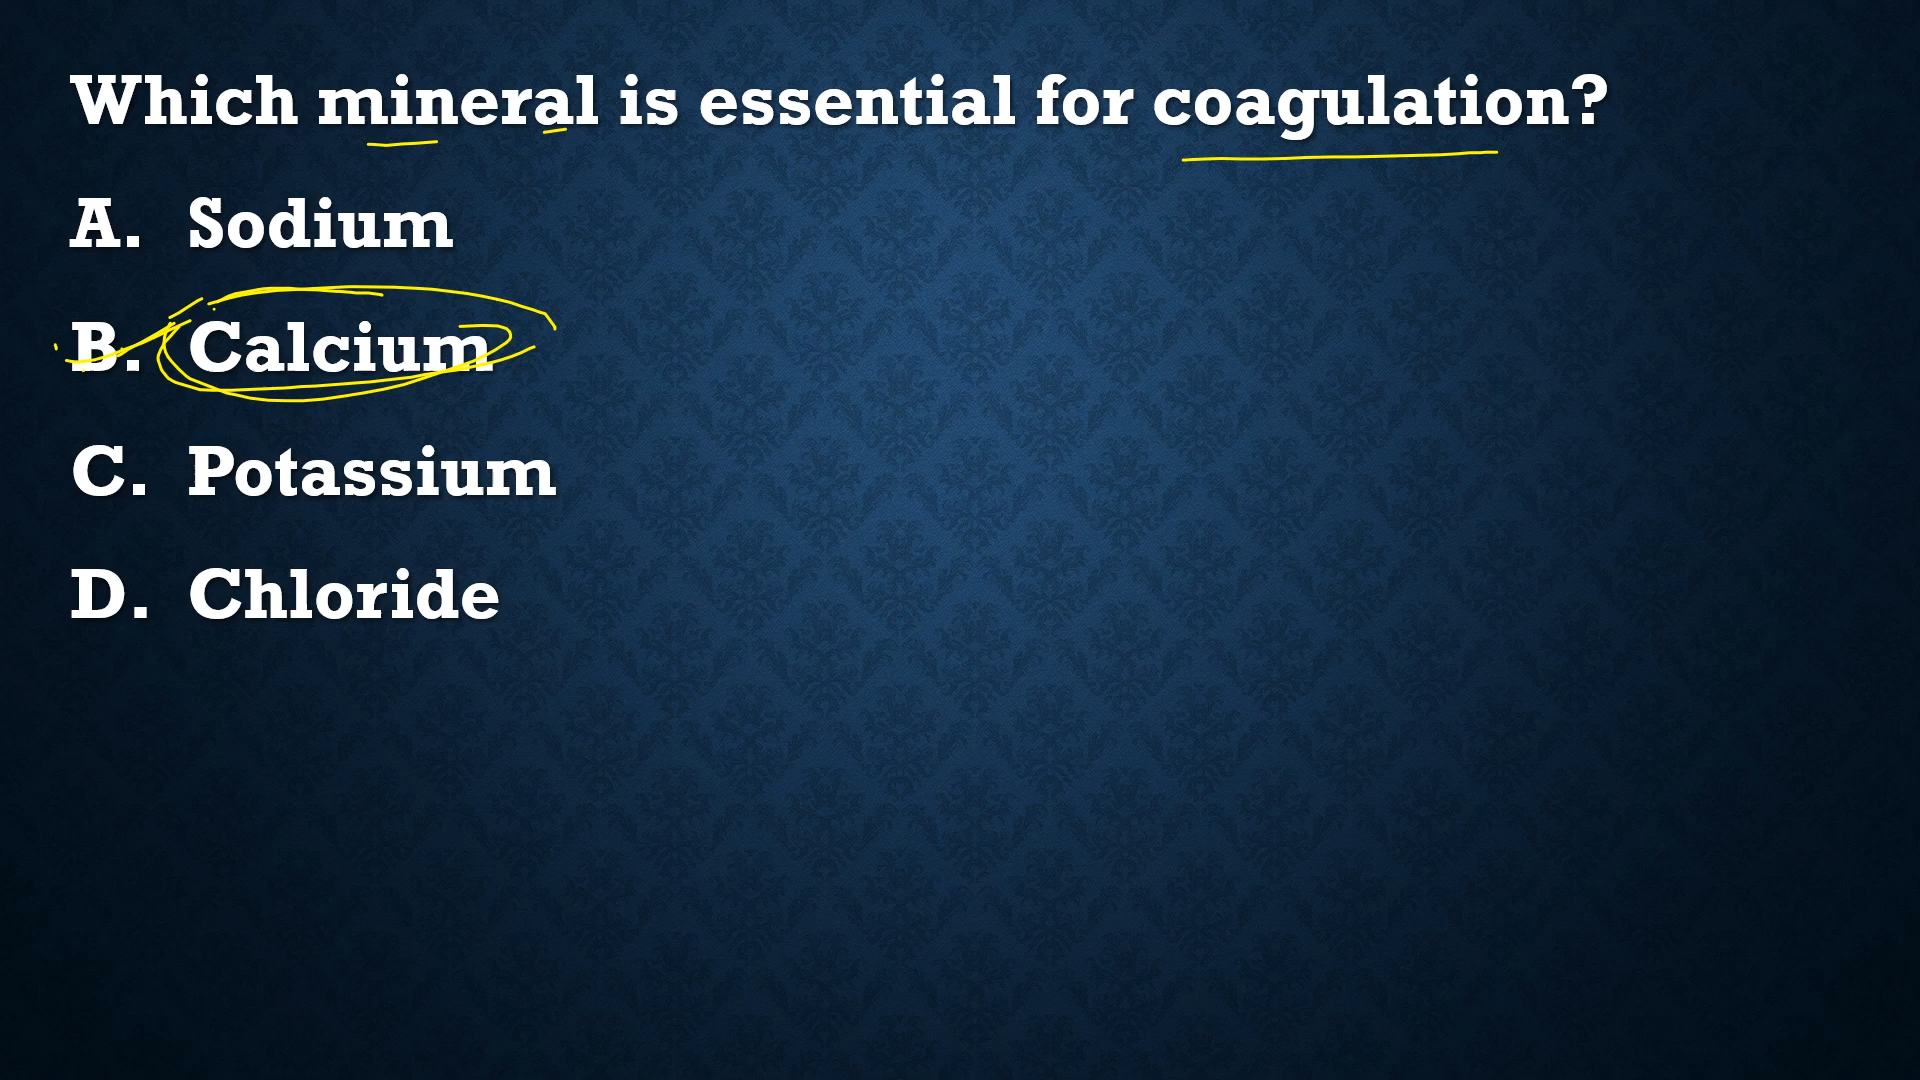 Which mineral is essential for coagulation?
A. Sodium
B. Calcium
C. Potassium
D. Chloride